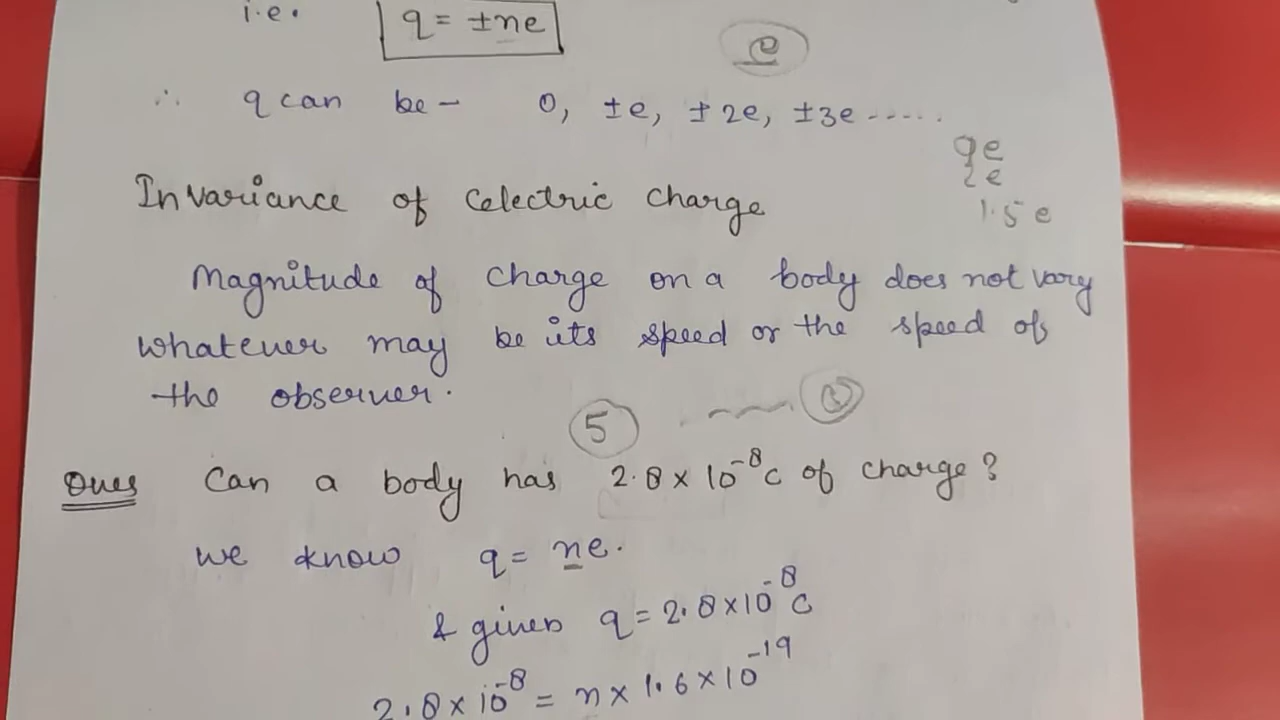 i.e. q = ±ne
e
∴ q can be – 0, ±e, ±2e, ±3e -----
qe
2e
1.5 e
Invariance of Celectric Charge
Magnitude of Charge on a body does not vary
whatever may be its speed or the speed of
the observer.
5
Ques Can a body has 2.8 × 10⁻⁸ C of charge?
We know q = ne.
& given q = 2.8×10⁻⁸ C
2.8 × 10⁻⁸ = n × 1.6 × 10⁻¹⁹